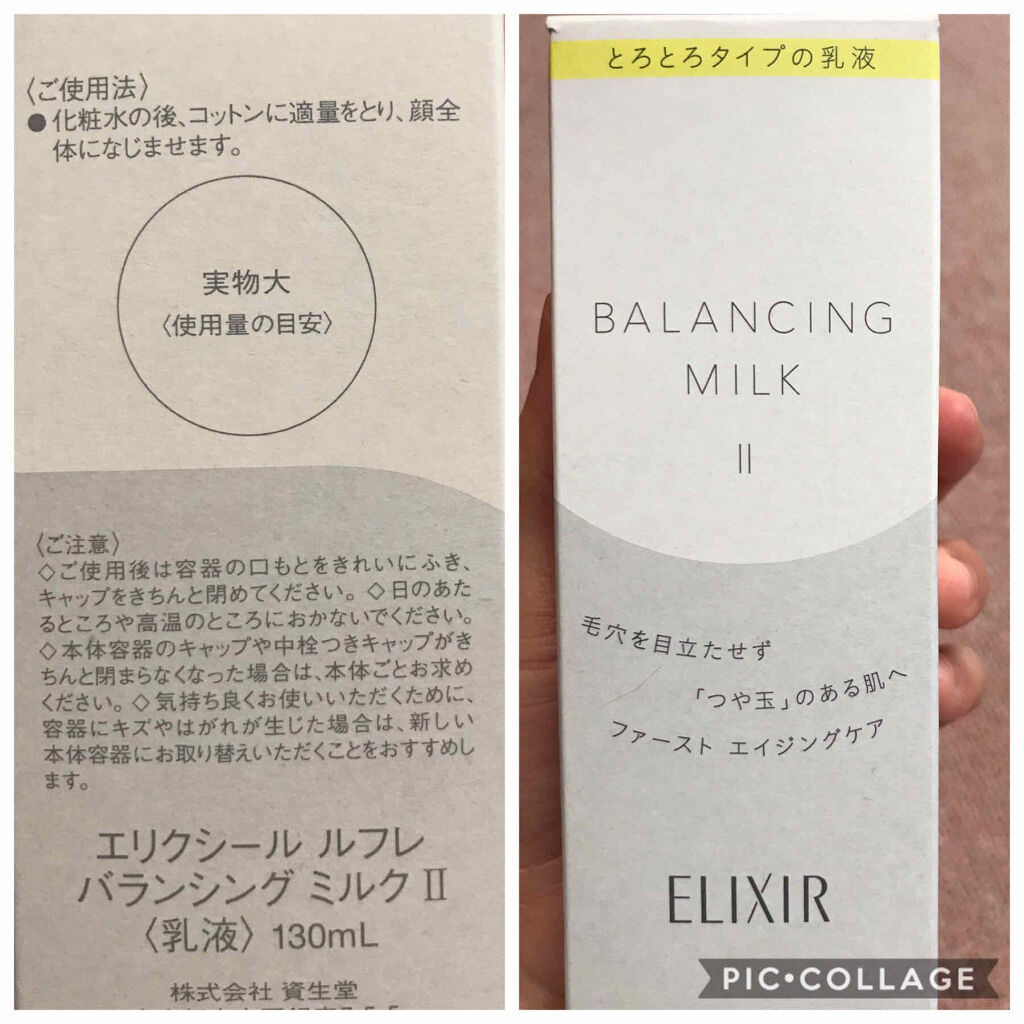 〈ご使用法〉
●化粧水の後、コットンに適量をとり、顔全
体になじませます。
実物大
〈使用量の目安〉
〈ご注意〉
◇ご使用後は容器の口もとをきれいにふき、
キャップをきちんと閉めてください。◇日のあた
るところや高温のところにおかないでください。
◇本体容器のキャップや中栓つきキャップがき
ちんと閉まらなくなった場合は、本体ごとお求め
ください。◇気持ち良くお使いいただくために、
容器にキズやはがれが生じた場合は、新しい
本体容器にお取り替えいただくことをおすすめし
ます。
エリクシール ルフレ
バランシング ミルク II
〈乳液〉 130mL
株式会社 資生堂
とろとろタイプの乳液
BALANCING
MILK
II
毛穴を目立たせず
「つや玉」のある肌へ
ファースト エイジングケア
ELIXIR
PIC•COLLAGE